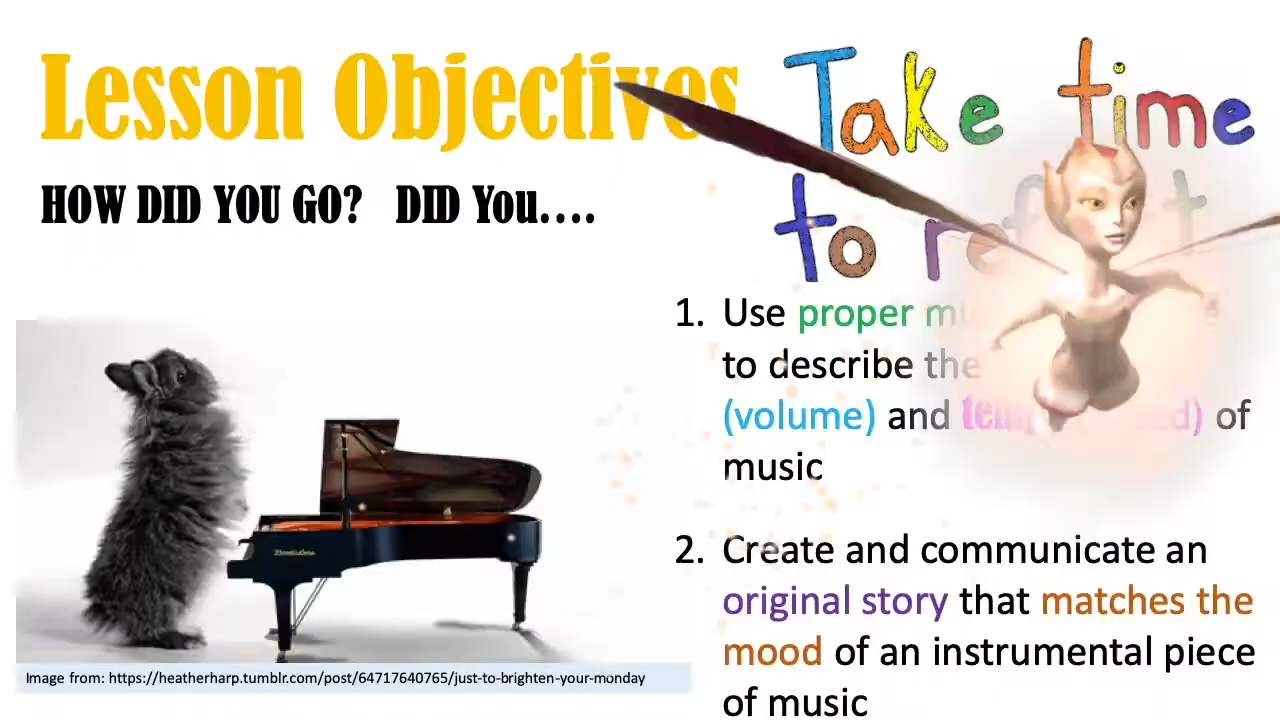 Lesson Objectives
Take time
to
HOW DID YOU GO? DID You....
1. Use proper
to describe the
(volume) and of
music
2. Create and communicate an
original story that matches the
mood of an instrumental piece
of music
Image from: https://heatherharp.tumblr.com/post/64717640765/just-to-brighten-your-monday